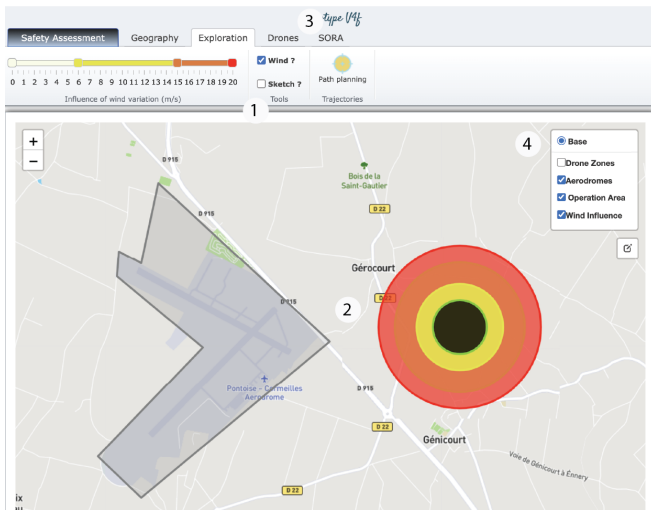 3 type V4f
Safety Assessment Geography Exploration Drones SORA
Wind ?
0 1 2 3 4 5 6 7 8 9 10 11 12 13 14 15 16 17 18 19 20
Sketch ?
Path planning
Influence of wind variation (m/s) Tools Trajectories
1
+
−
4
Base
Drone Zones
Aerodromes
Operation Area
Wind Influence
D 915
Bois de la
Saint-Gautier
D 22
D 915
Gérocourt
D 22
D 915
2
Pontoise - Cormeilles
Aerodrome
D 915
D 22
Génicourt
Voie de Génicourt à Ennery
D 22
ix